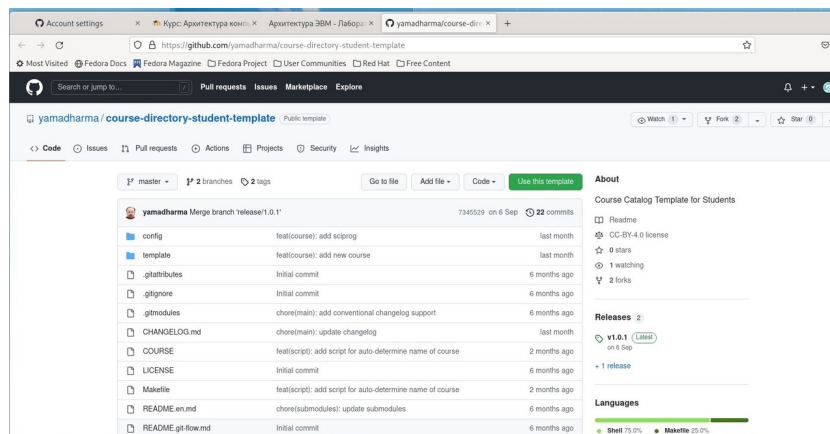 Account settings × Курс: Архитектура комп × Архитектура ЭВМ - Лаборат × yamadharma/course-direc × +
https://github.com/yamadharma/course-directory-student-template
Most Visited Fedora Docs Fedora Magazine Fedora Project User Communities Red Hat Free Content
Search or jump to... / Pull requests Issues Marketplace Explore
yamadharma / course-directory-student-template Public template
Watch 1 Fork 2 Star 0
Code Issues Pull requests Actions Projects Security Insights
master 2 branches 2 tags Go to file Add file Code Use this template
yamadharma Merge branch 'release/1.0.1' 7345529 on 6 Sep 22 commits
config feat(course): add sciprog last month
template feat(course): add new course last month
.gitattributes Initial commit 6 months ago
.gitignore Initial commit 6 months ago
.gitmodules chore(main): add conventional changelog support 6 months ago
CHANGELOG.md chore(main): update changelog last month
COURSE feat(script): add script for auto-determine name of course 2 months ago
LICENSE Initial commit 6 months ago
Makefile feat(script): add script for auto-determine name of course 2 months ago
README.en.md chore(submodules): update submodules 6 months ago
README.git-flow.md Initial commit 6 months ago
About
Course Catalog Template for Students
Readme
CC-BY-4.0 license
0 stars
1 watching
2 forks
Releases 2
v1.0.1 Latest
on 6 Sep
+ 1 release
Languages
Shell 75.0% Makefile 25.0%